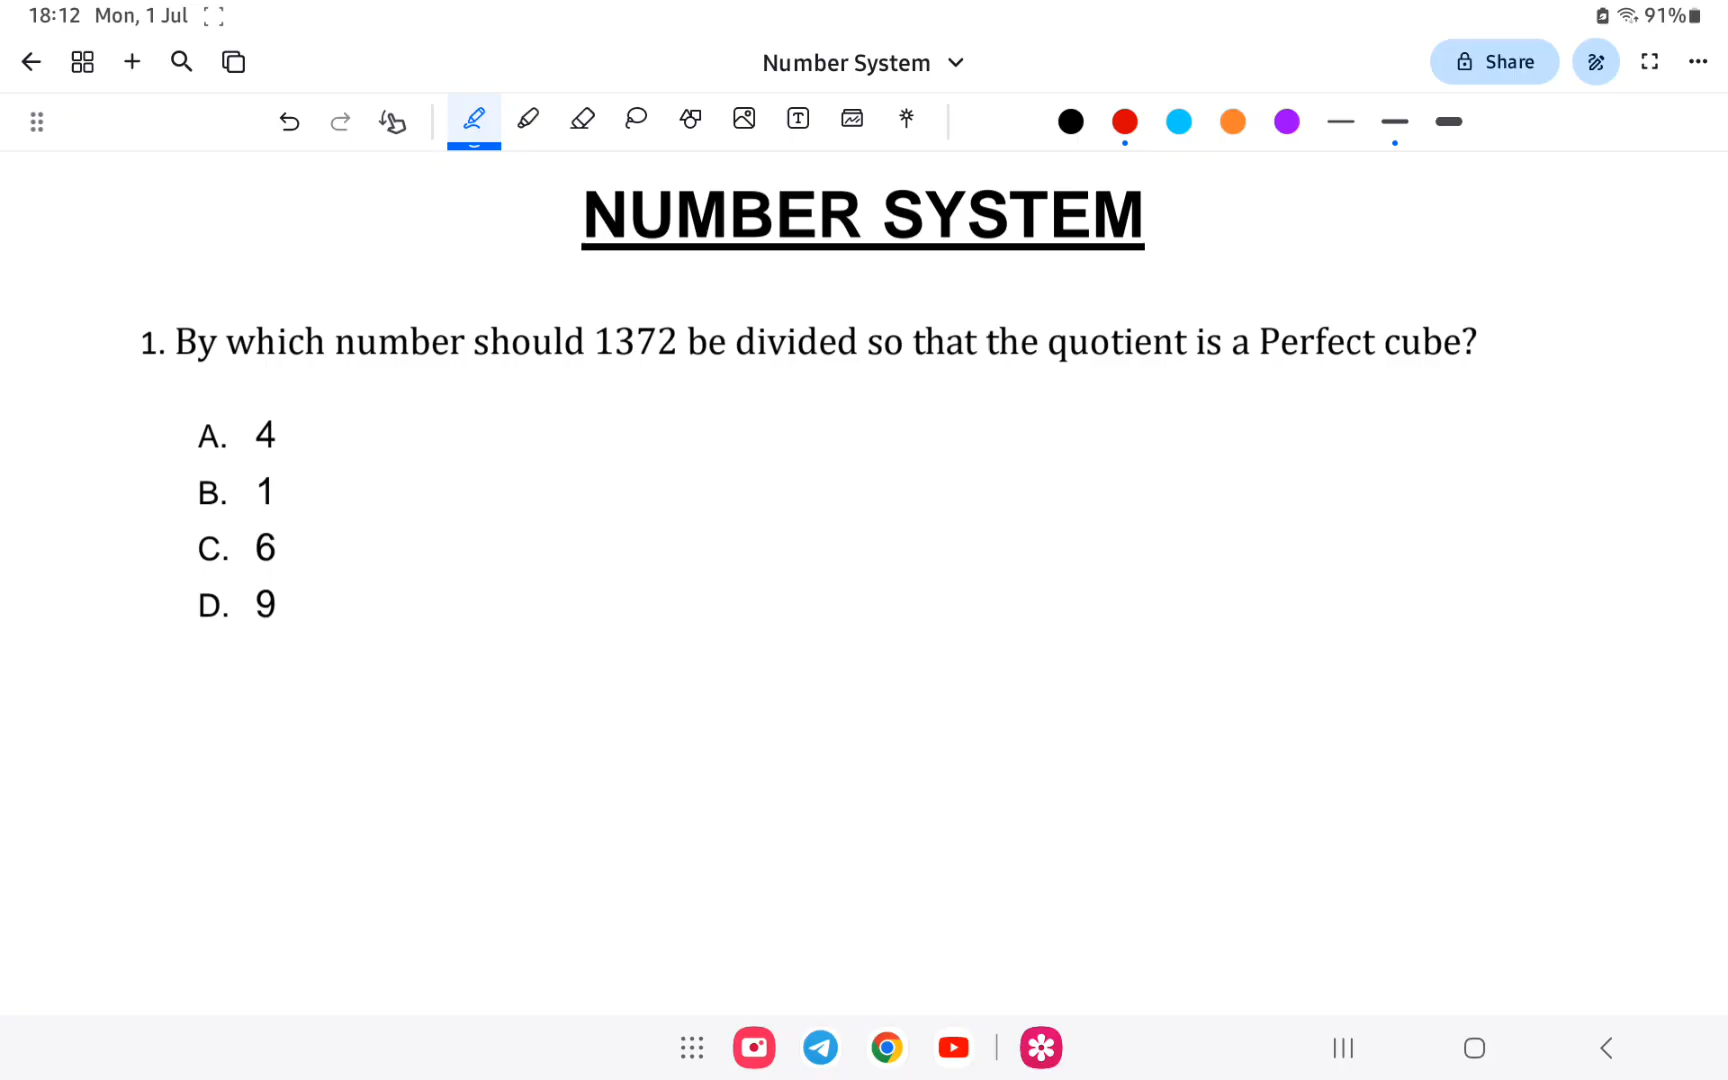 18:12 Mon, 1 Jul 91%
Number System Share
NUMBER SYSTEM
1. By which number should 1372 be divided so that the quotient is a Perfect cube?
A. 4
B. 1
C. 6
D. 9